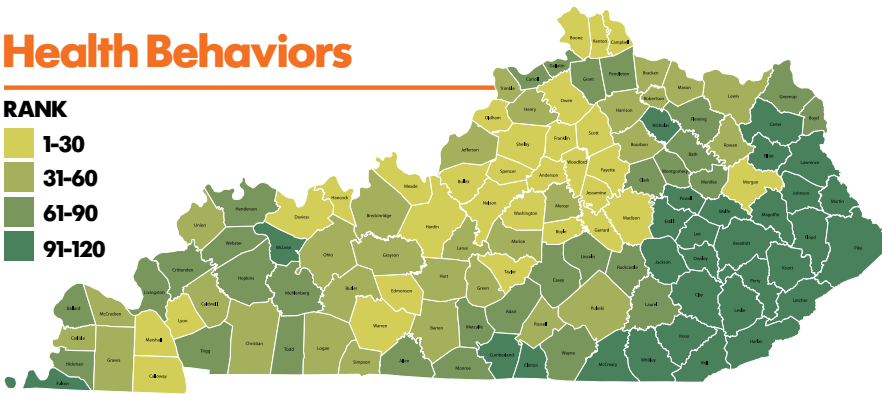 Health Behaviors
RANK
1-30
31-60
61-90
91-120
Boone
Kenton
Campbell
Carroll
Grant
Pendleton
Bracken
Trimble
Owen
Mason
Lewis
Greenup
Henry
Harrison
Robertson
Oldham
Nicholas
Fleming
Carter
Boyd
Franklin
Scott
Shelby
Bourbon
Rowan
Jefferson
Bath
Elliott
Lawrence
Woodford
Spencer
Anderson
Fayette
Montgomery
Clark
Menifee
Morgan
Meade
Jessamine
Johnson
Hancock
Nelson
Mercer
Powell
Martin
Henderson
Daviess
Breckinridge
Washington
Madison
Wolfe
Magoffin
Union
Hardin
Boyle
Garrard
Estill
Lee
Floyd
Webster
McLean
Ohio
Grayson
Larue
Marion
Lincoln
Breathitt
Pike
Jackson
Owsley
Crittenden
Hopkins
Taylor
Casey
Rockcastle
Knott
Livingston
Muhlenberg
Butler
Edmonson
Hart
Green
Perry
Clay
Letcher
Ballard
McCracken
Lyon
Caldwell
Warren
Barren
Metcalfe
Adair
Russell
Pulaski
Laurel
Leslie
Carlisle
Marshall
Trigg
Christian
Todd
Logan
Knox
Harlan
Hickman
Graves
Simpson
Allen
Monroe
Cumberland
Clinton
Wayne
McCreary
Whitley
Bell
Fulton
Calloway